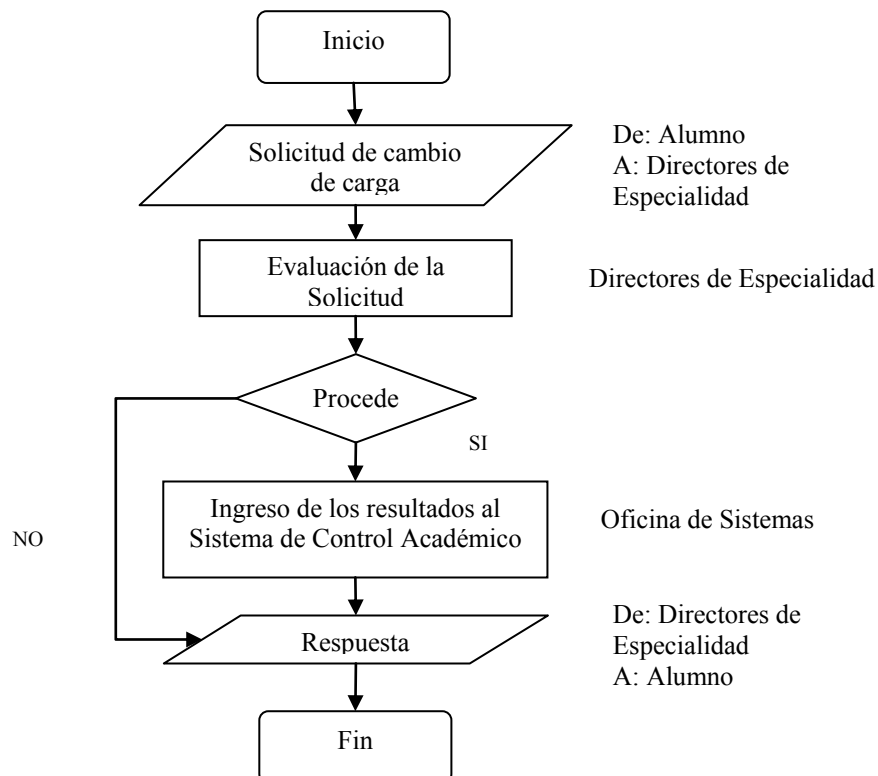 Inicio
Solicitud de cambio
de carga
De: Alumno
A: Directores de
Especialidad
Evaluación de la
Solicitud
Directores de Especialidad
Procede
SI
NO
Ingreso de los resultados al
Sistema de Control Académico
Oficina de Sistemas
Respuesta
De: Directores de
Especialidad
A: Alumno
Fin